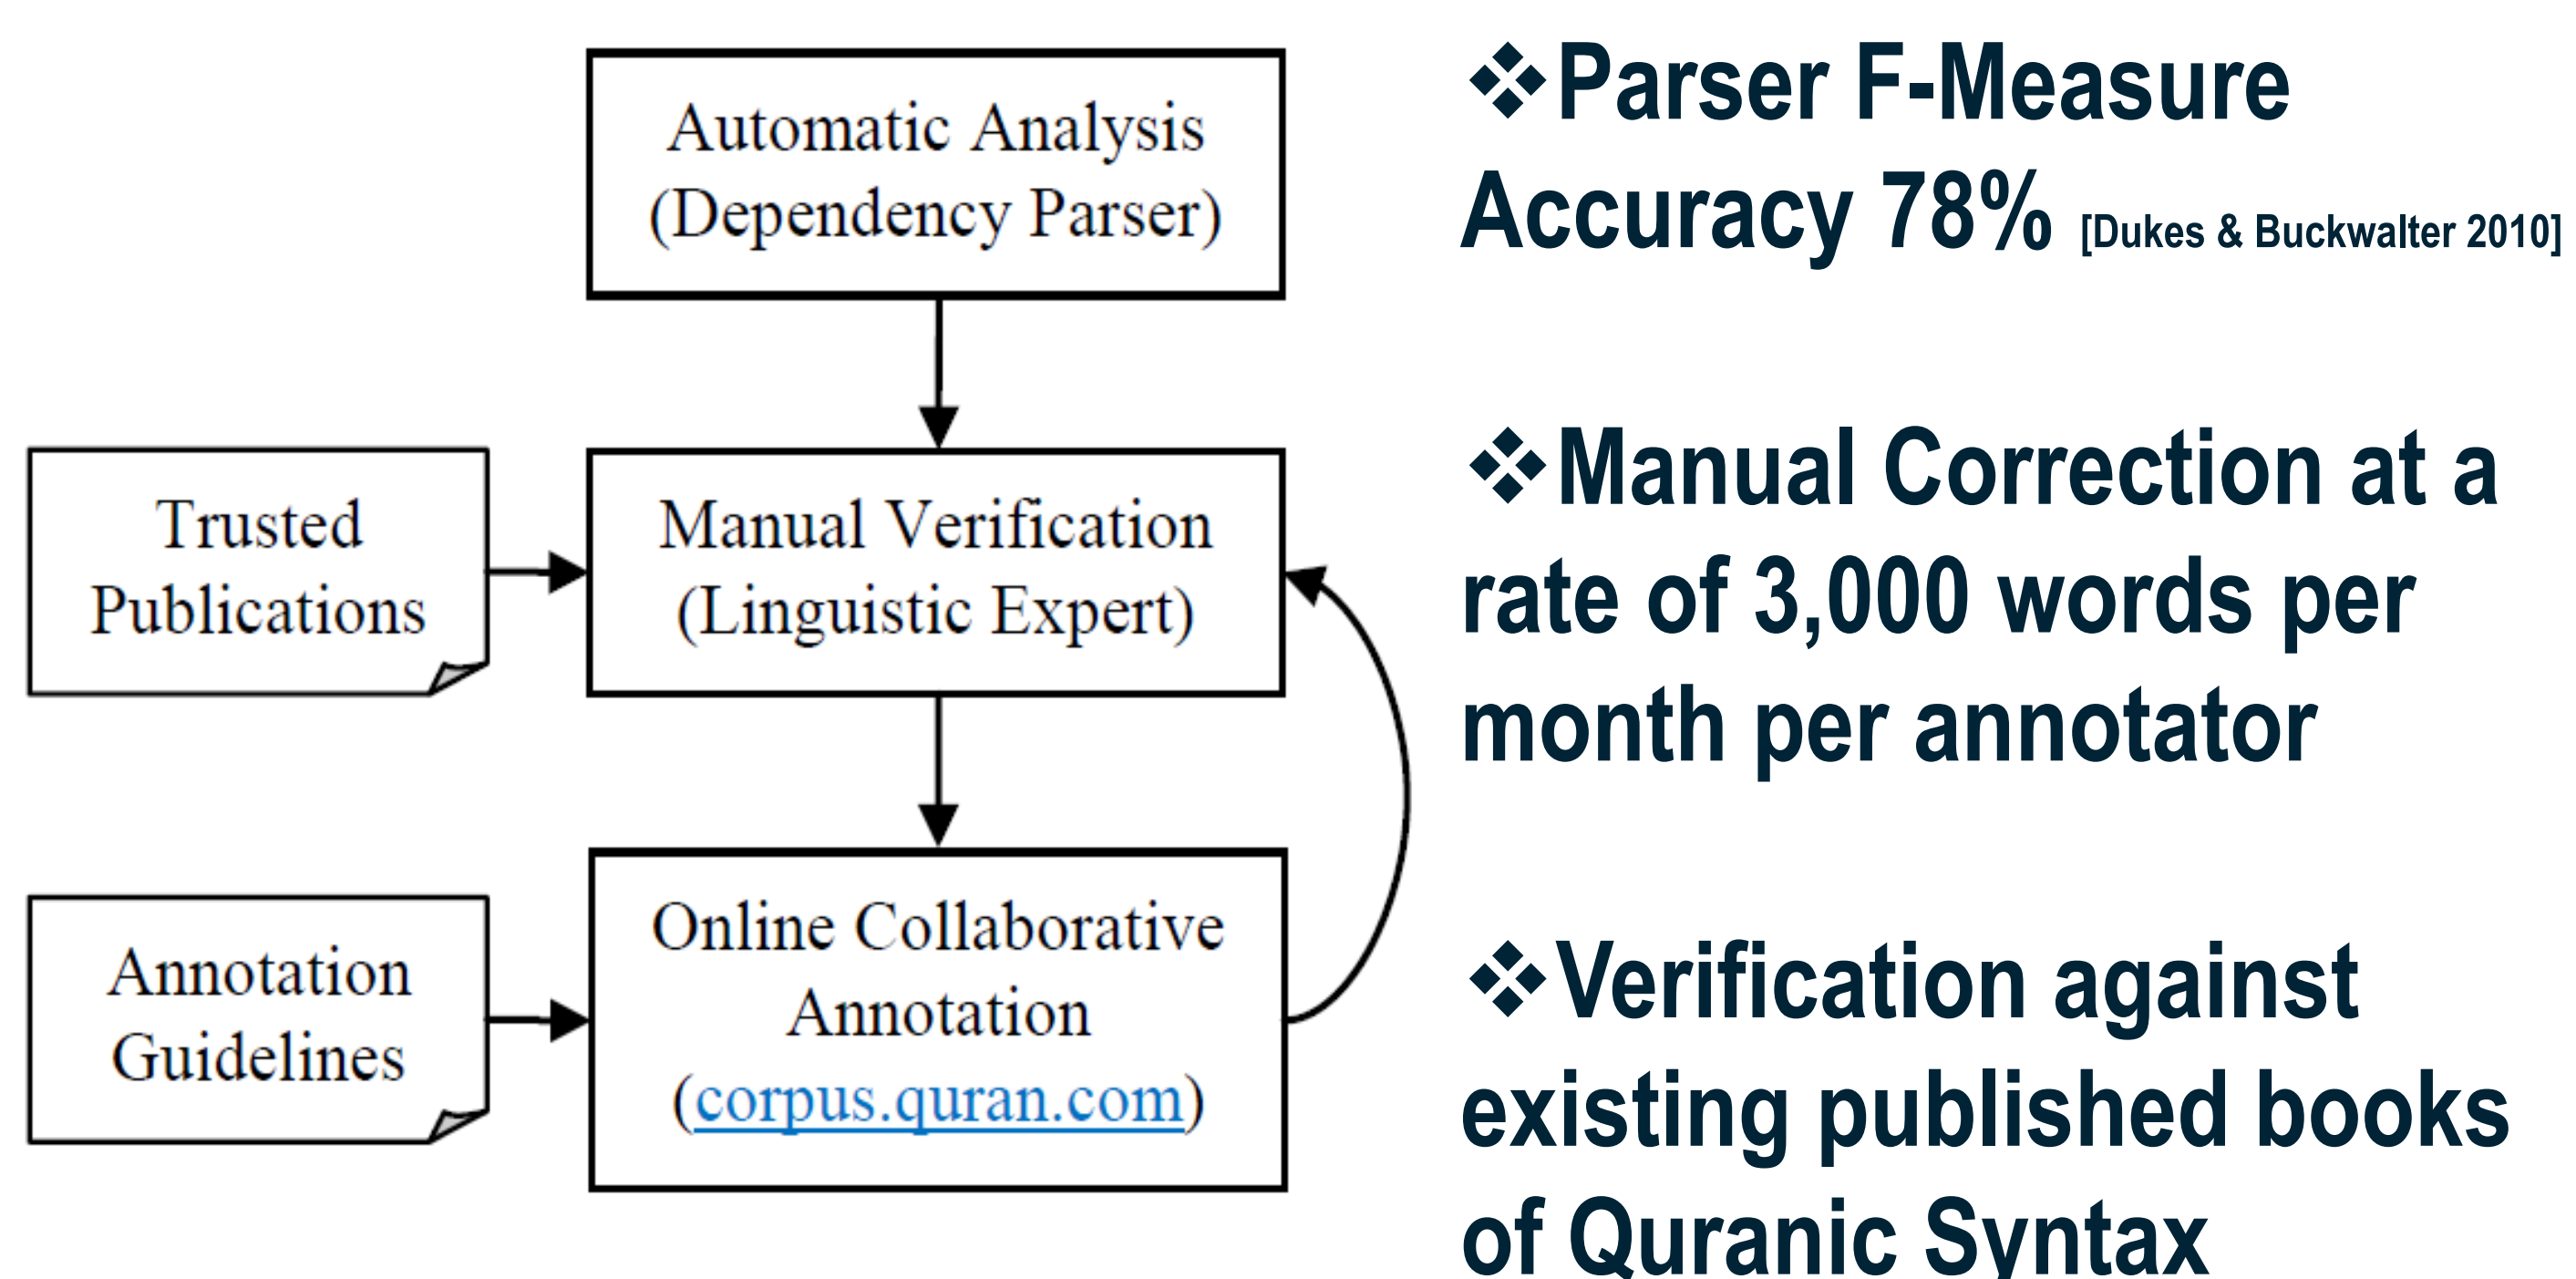 Automatic Analysis
(Dependency Parser)
Trusted
Publications
Manual Verification
(Linguistic Expert)
Annotation
Guidelines
Online Collaborative
Annotation
(corpus.quran.com)
❖Parser F-Measure
Accuracy 78% [Dukes & Buckwalter 2010]
❖Manual Correction at a
rate of 3,000 words per
month per annotator
❖Verification against
existing published books
of Quranic Syntax